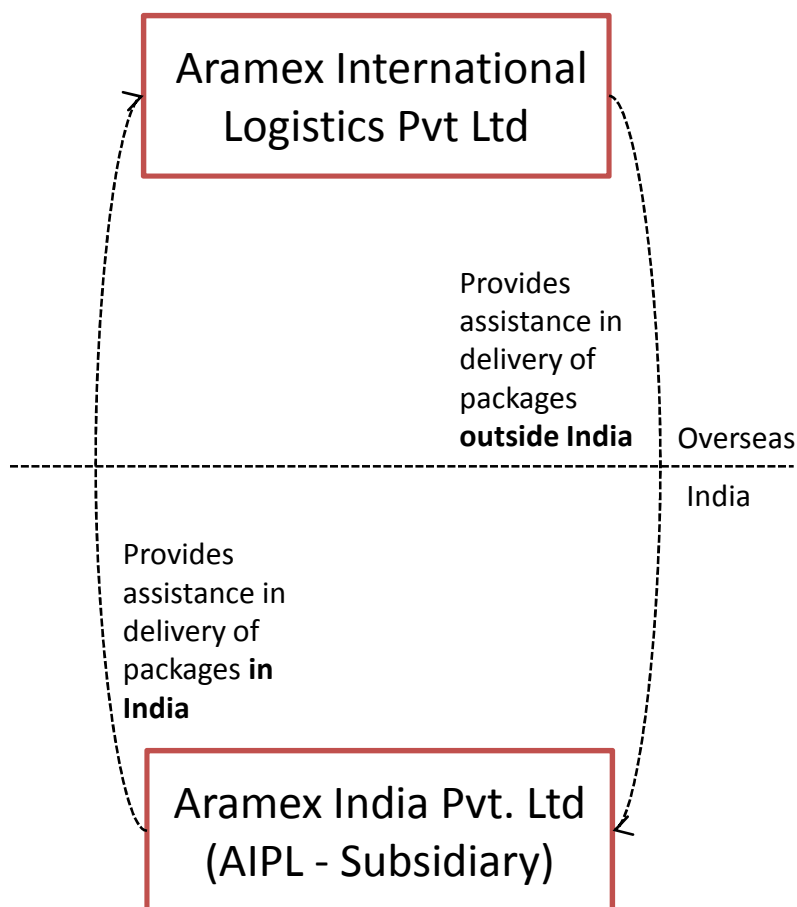 Aramex International
Logistics Pvt Ltd
Provides
assistance in
delivery of
packages
outside India
Overseas
India
Provides
assistance in
delivery of
packages in
India
Aramex India Pvt. Ltd
(AIPL - Subsidiary)